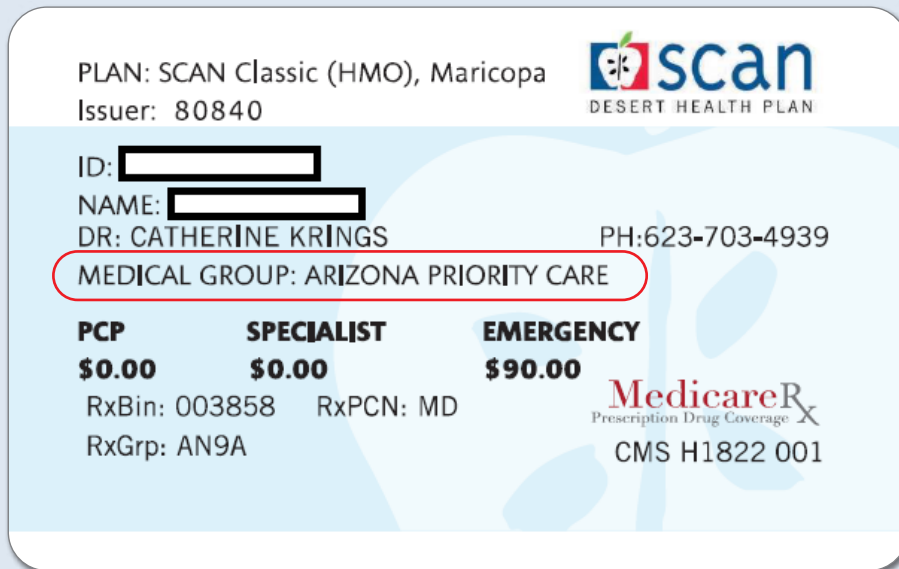 PLAN: SCAN Classic (HMO), Maricopa
Issuer: 80840
scan
DESERT HEALTH PLAN
ID:
NAME:
DR: CATHERINE KRINGS PH:623-703-4939
MEDICAL GROUP: ARIZONA PRIORITY CARE
PCP SPECIALIST EMERGENCY
$0.00 $0.00 $90.00
RxBin: 003858 RxPCN: MD
MedicareRx
Prescription Drug Coverage
RxGrp: AN9A
CMS H1822 001